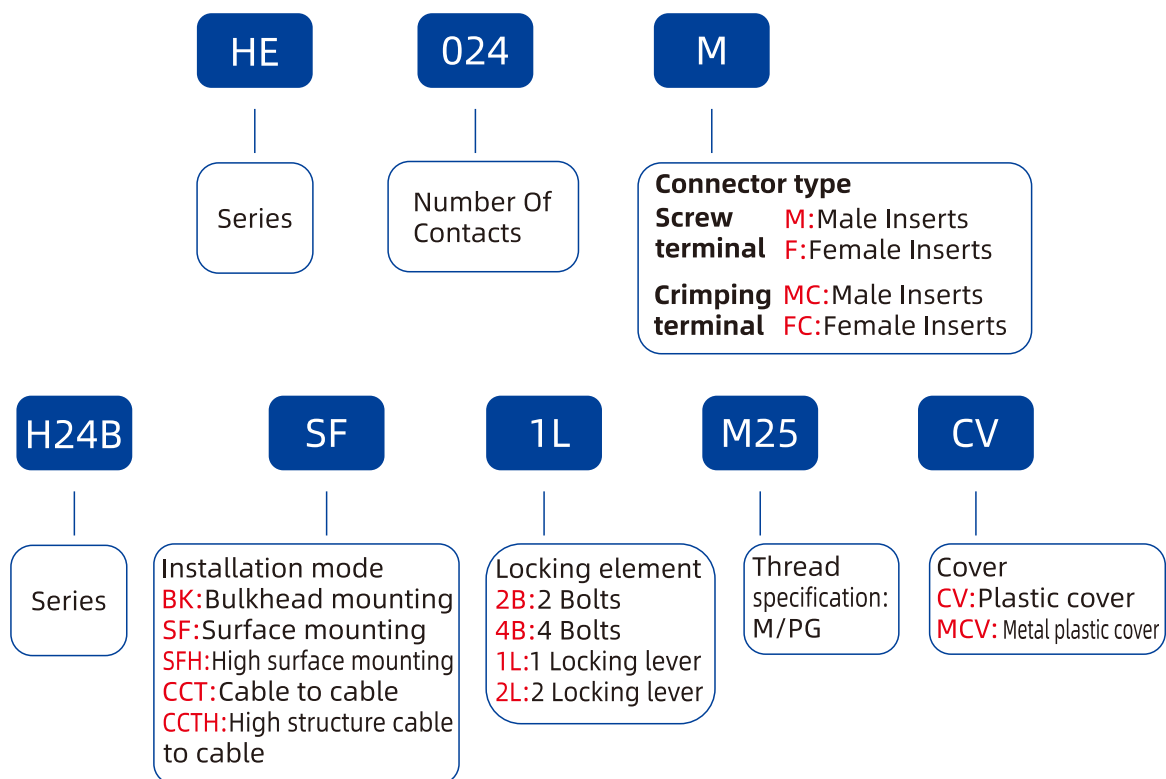 HE
024
M
Series
Number Of
Contacts
Connector type
Screw
terminal
M:Male Inserts
F:Female Inserts
Crimping
terminal
MC:Male Inserts
FC:Female Inserts
H24B
SF
1L
M25
CV
Series
Installation mode
BK:Bulkhead mounting
SF:Surface mounting
SFH:High surface mounting
CCT:Cable to cable
CCTH:High structure cable
to cable
Locking element
2B:2 Bolts
4B:4 Bolts
1L:1 Locking lever
2L:2 Locking lever
Thread
specification:
M/PG
Cover
CV:Plastic cover
MCV: Metal plastic cover